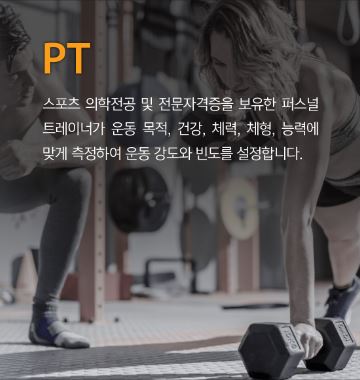 PT
스포츠 의학전공 및 전문자격증을 보유한 퍼스널
트레이너가 운동 목적, 건강, 체력, 체형, 능력에
맞게 측정하여 운동 강도와 빈도를 설정합니다.